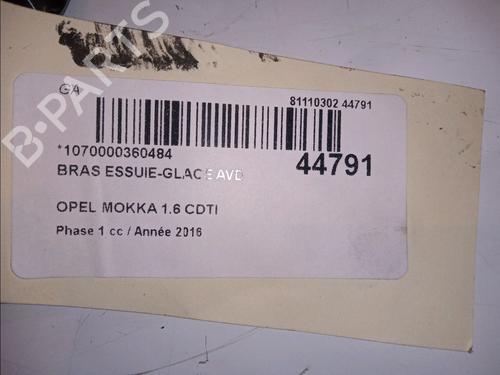 G4
81110302 44791
*1070000360484
44791
BRAS ESSUIE-GLACE AVD
OPEL MOKKA 1.6 CDTI
Phase 1 cc / Année 2016
B-PARTS